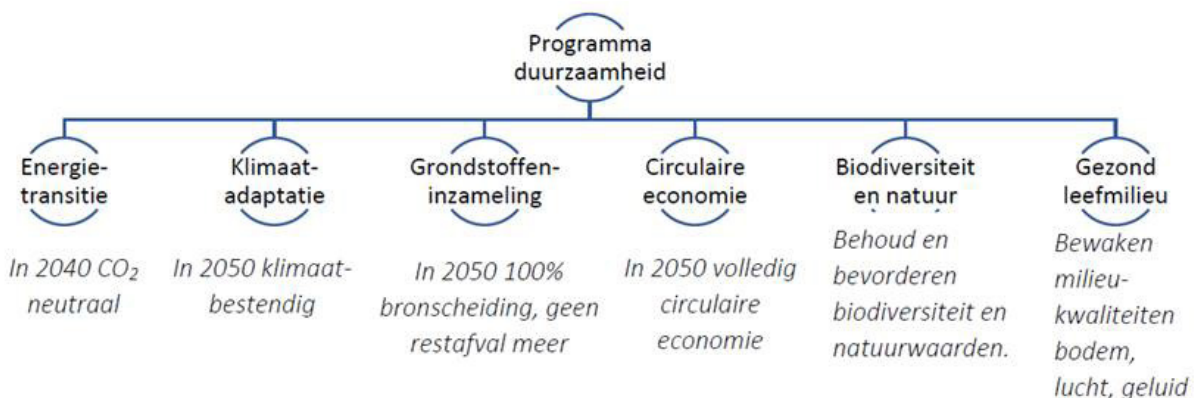 Programma
duurzaamheid
Energie-
transitie
In 2040 CO₂
neutraal
Klimaat-
adaptatie
In 2050 klimaat-
bestendig
Grondstoffen-
inzameling
In 2050 100%
bronscheiding, geen
restafval meer
Circulaire
economie
In 2050 volledig
circulaire
economie
Biodiversiteit
en natuur
Behoud en
bevorderen
biodiversiteit en
natuurwaarden.
Gezond
leefmilieu
Bewaken
milieu-
kwaliteiten
bodem,
lucht, geluid